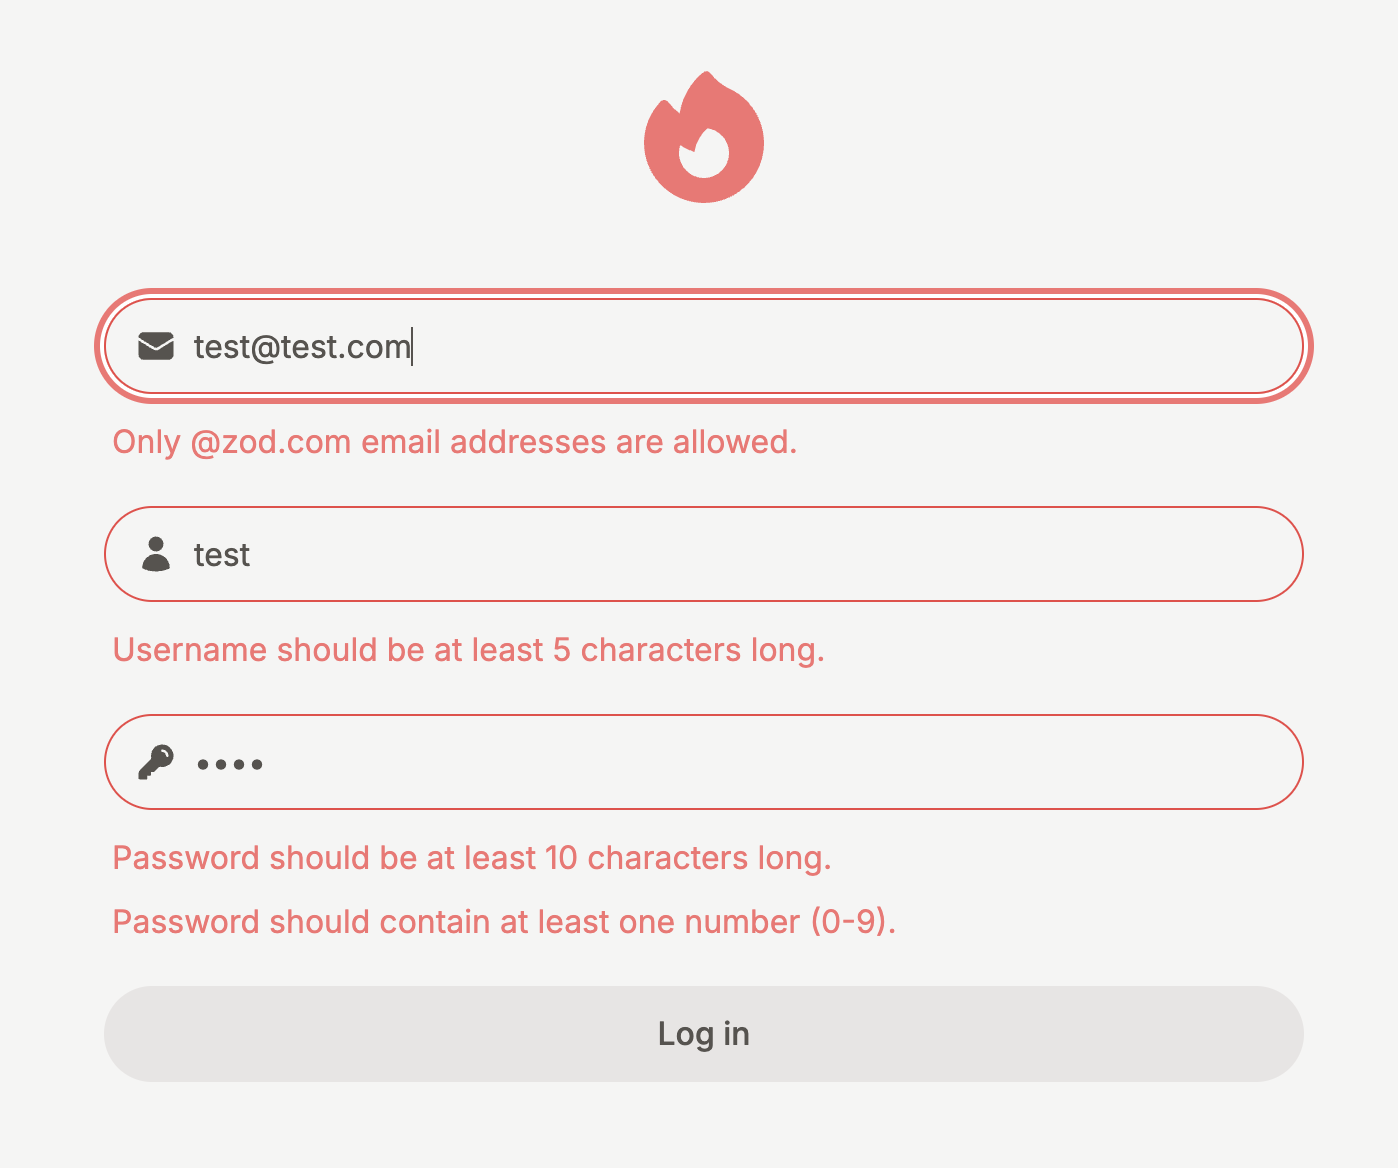 test@test.com
Only @zod.com email addresses are allowed.
test
Username should be at least 5 characters long.
••••
Password should be at least 10 characters long.
Password should contain at least one number (0-9).
Log in